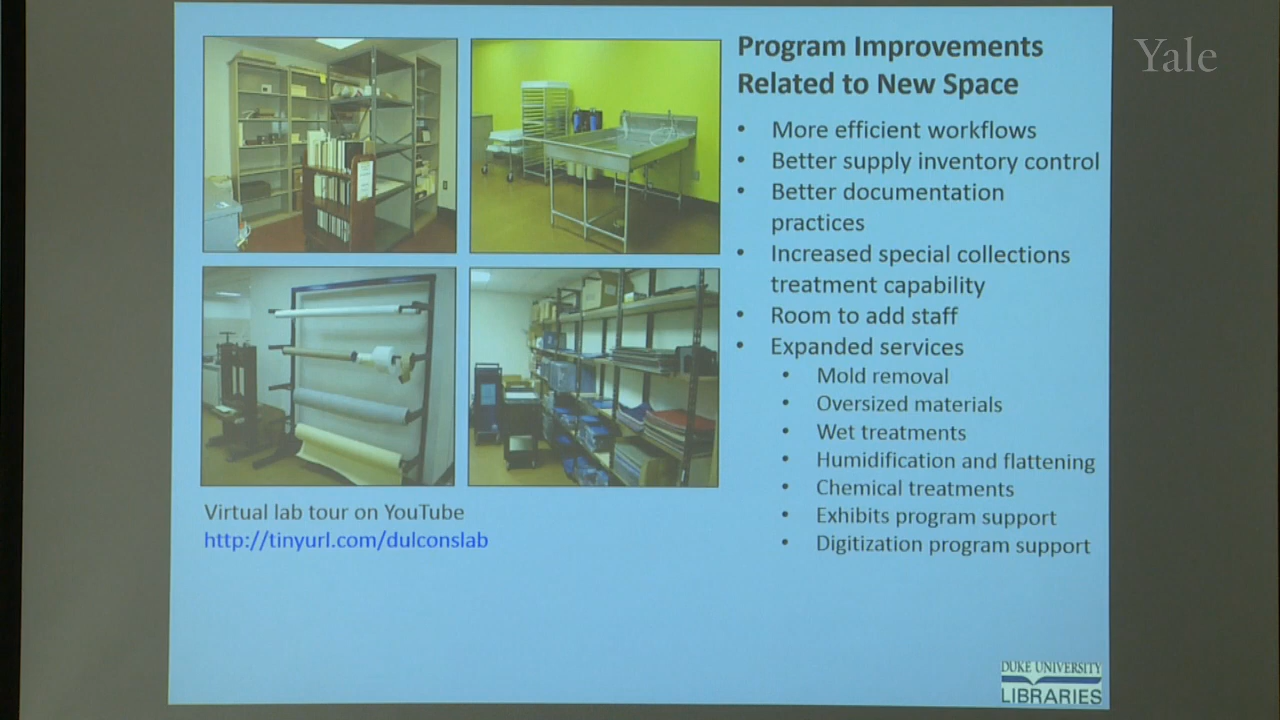 Program Improvements
Related to New Space
• More efficient workflows
• Better supply inventory control
• Better documentation
practices
• Increased special collections
treatment capability
• Room to add staff
• Expanded services
• Mold removal
• Oversized materials
• Wet treatments
• Humidification and flattening
• Chemical treatments
• Exhibits program support
• Digitization program support
Virtual lab tour on YouTube
http://tinyurl.com/dulconslab
DUKE UNIVERSITY
LIBRARIES
Yale